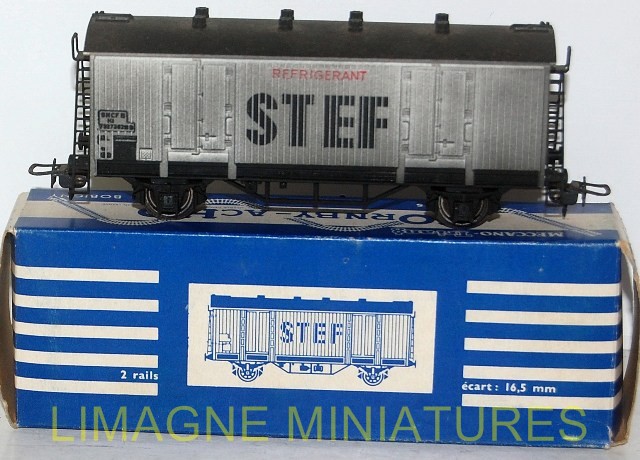 REFRIGERANT
STEF
MECCANO
STEF
2 rails
écart : 16,5 mm
LIMAGNE MINIATURES